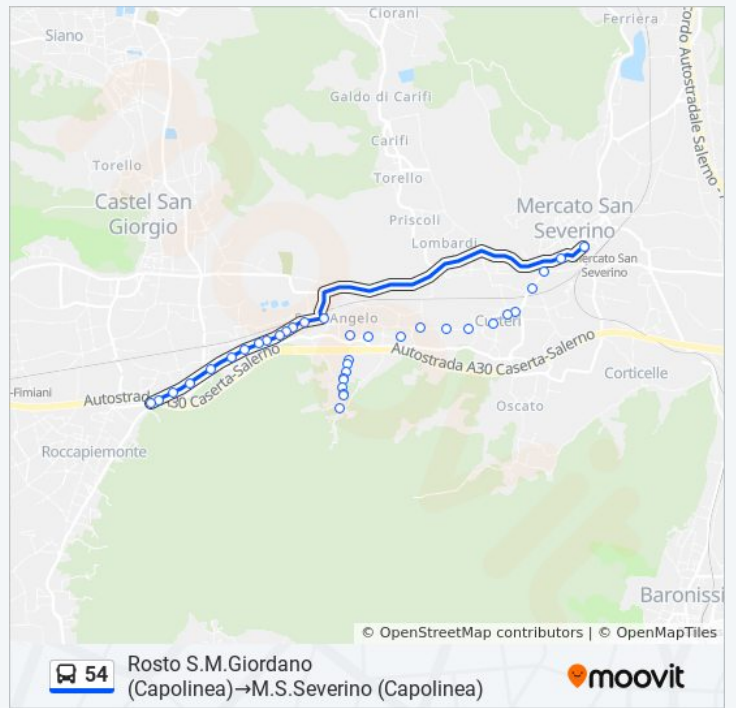 Ciorani
Ferriera
Siano
Galdo di Carifi
Carifi
Torello
Torello
Castel San
Giorgio
Priscoli
Lombardi
Mercato San
Severino
Mercato San
Severino
Angelo
Curteri
Autostrada A30 Caserta-Salerno
Autostrada A30 Caserta-Salerno
-Fimiani
Corticelle
Oscato
Roccapiemonte
Baronissi
© OpenStreetMap contributors | © OpenMapTiles
54
Rosto S.M.Giordano
(Capolinea)→M.S.Severino (Capolinea)
moovit